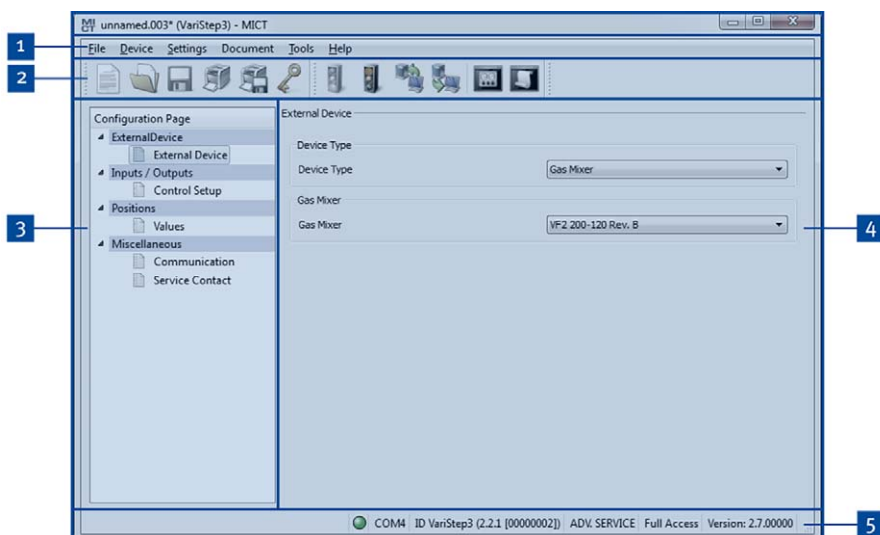 MICT unnamed.003* (VariStep3) - MICT
1 File Device Settings Document Tools Help
2
Configuration Page
ExternalDevice
External Device
Inputs / Outputs
Control Setup
Positions
3 Values
Miscellaneous
Communication
Service Contact
External Device
Device Type
Device Type Gas Mixer
Gas Mixer
Gas Mixer VF2 200-120 Rev. B
4
COM4 ID VariStep3 (2.2.1 [00000002]) ADV. SERVICE Full Access Version: 2.7.00000 5